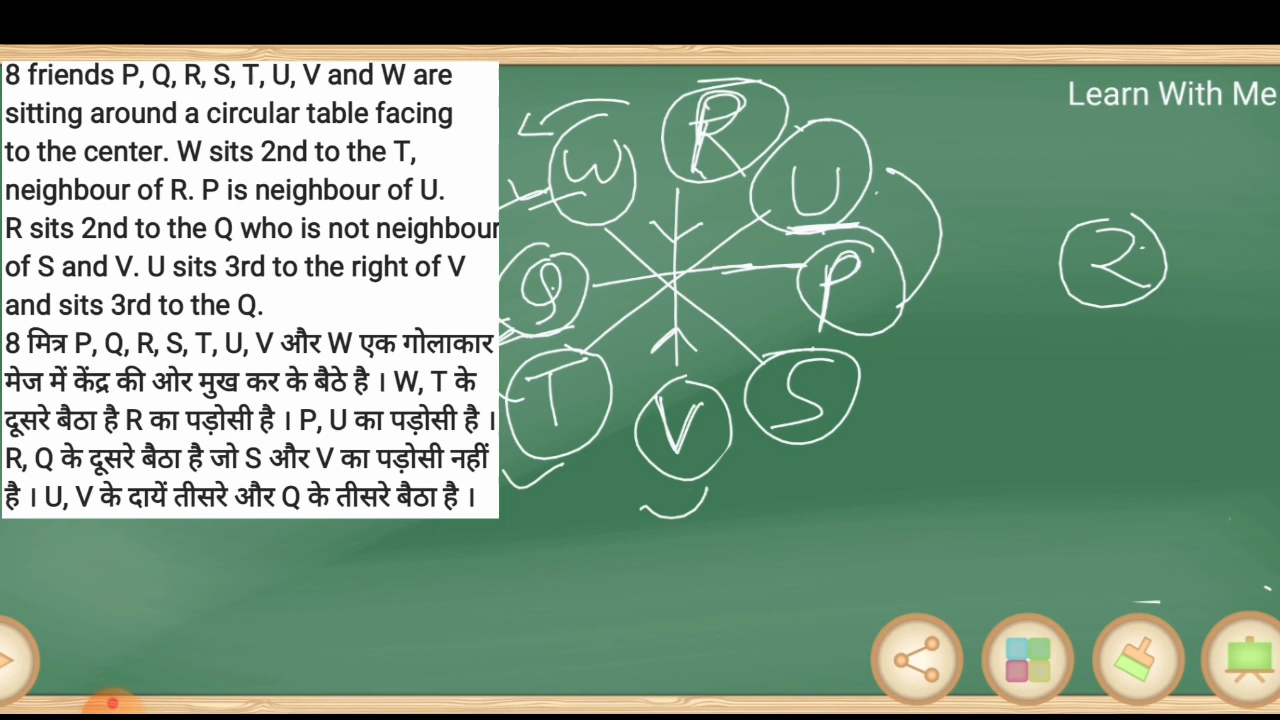 8 friends P, Q, R, S, T, U, V and W are
sitting around a circular table facing
to the center. W sits 2nd to the T,
neighbour of R. P is neighbour of U.
R sits 2nd to the Q who is not neighbour
of S and V. U sits 3rd to the right of V
and sits 3rd to the Q.
8 मित्र P, Q, R, S, T, U, V और W एक गोलाकार
मेज में केंद्र की ओर मुख कर के बैठे है । W, T के
दूसरे बैठा है R का पड़ोसी है । P, U का पड़ोसी है ।
R, Q के दूसरे बैठा है जो S और V का पड़ोसी नहीं
है । U, V के दायें तीसरे और Q के तीसरे बैठा है ।
Learn With Me
R
W
U
Q
P
T
S
V
2